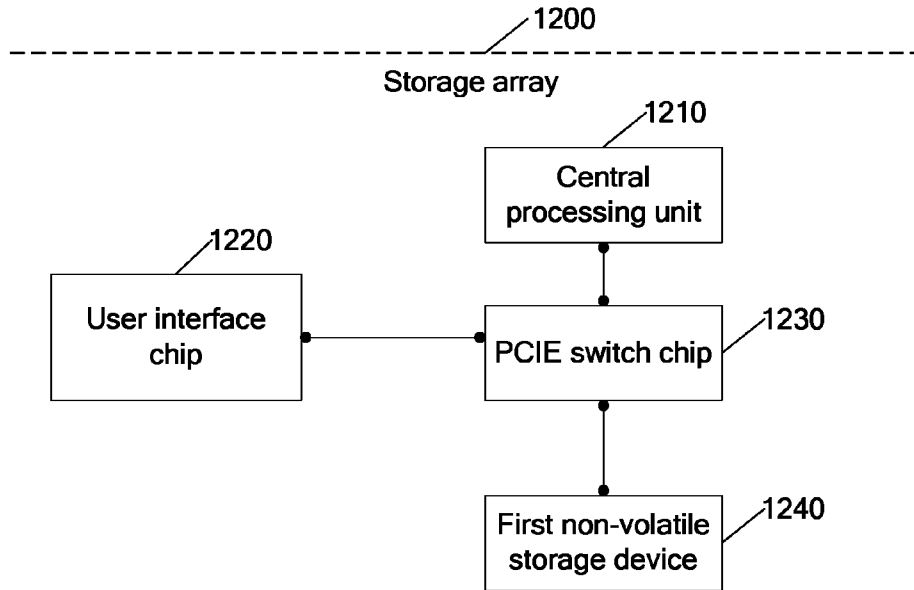 1200
Storage array
1210
Central
processing unit
1220
User interface
chip
1230
PCIE switch chip
1240
First non-volatile
storage device